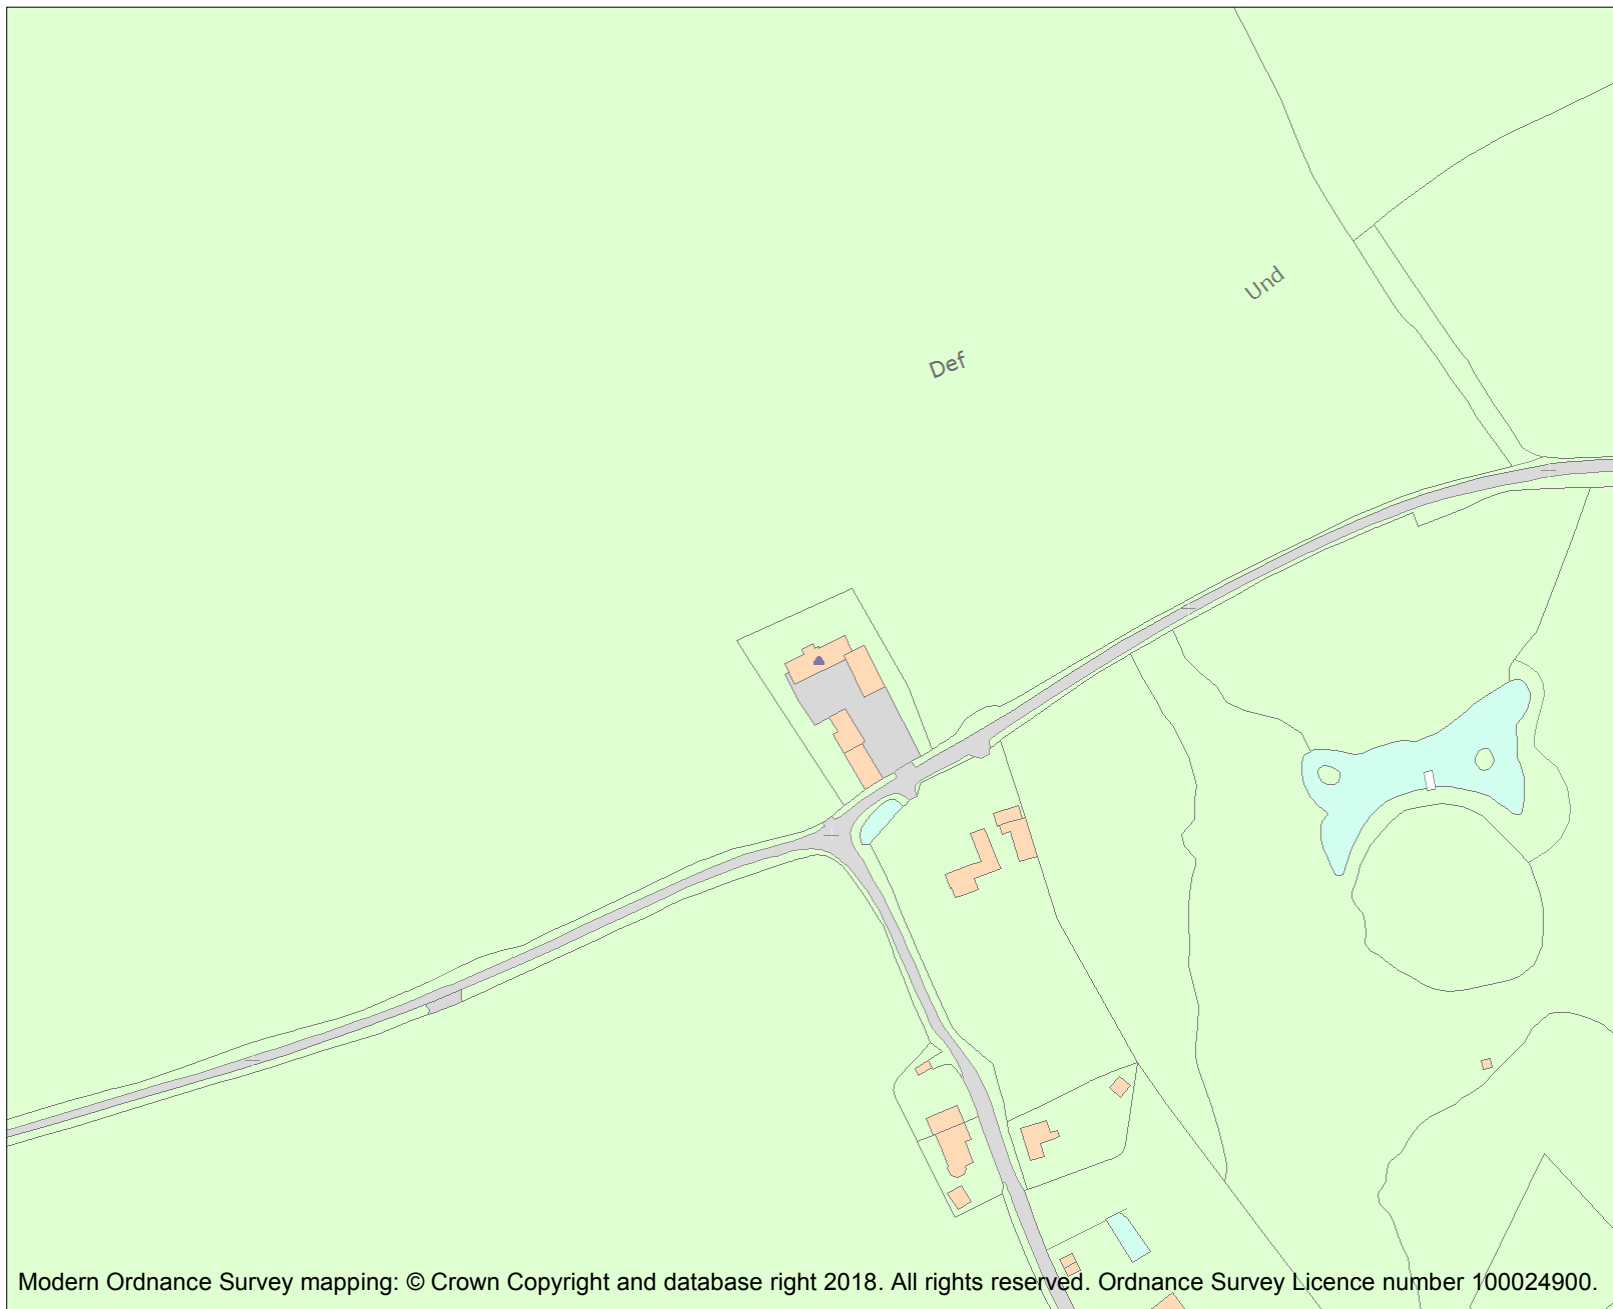 Und
Def
Modern Ordnance Survey mapping: © Crown Copyright and database right 2018. All rights reserved. Ordnance Survey Licence number 100024900.